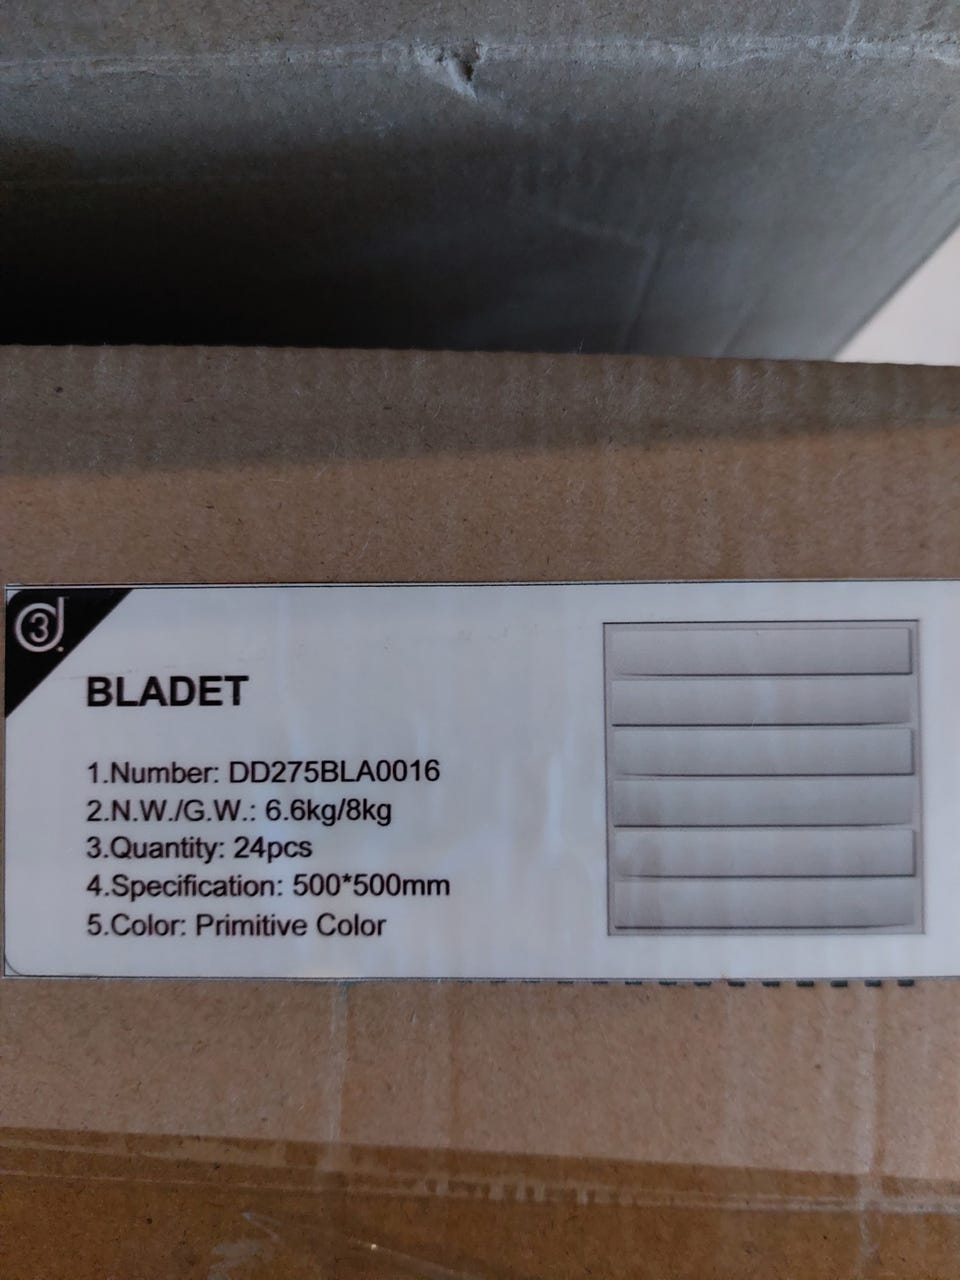 3d
BLADET
1.Number: DD275BLA0016
2.N.W./G.W.: 6.6kg/8kg
3.Quantity: 24pcs
4.Specification: 500*500mm
5.Color: Primitive Color